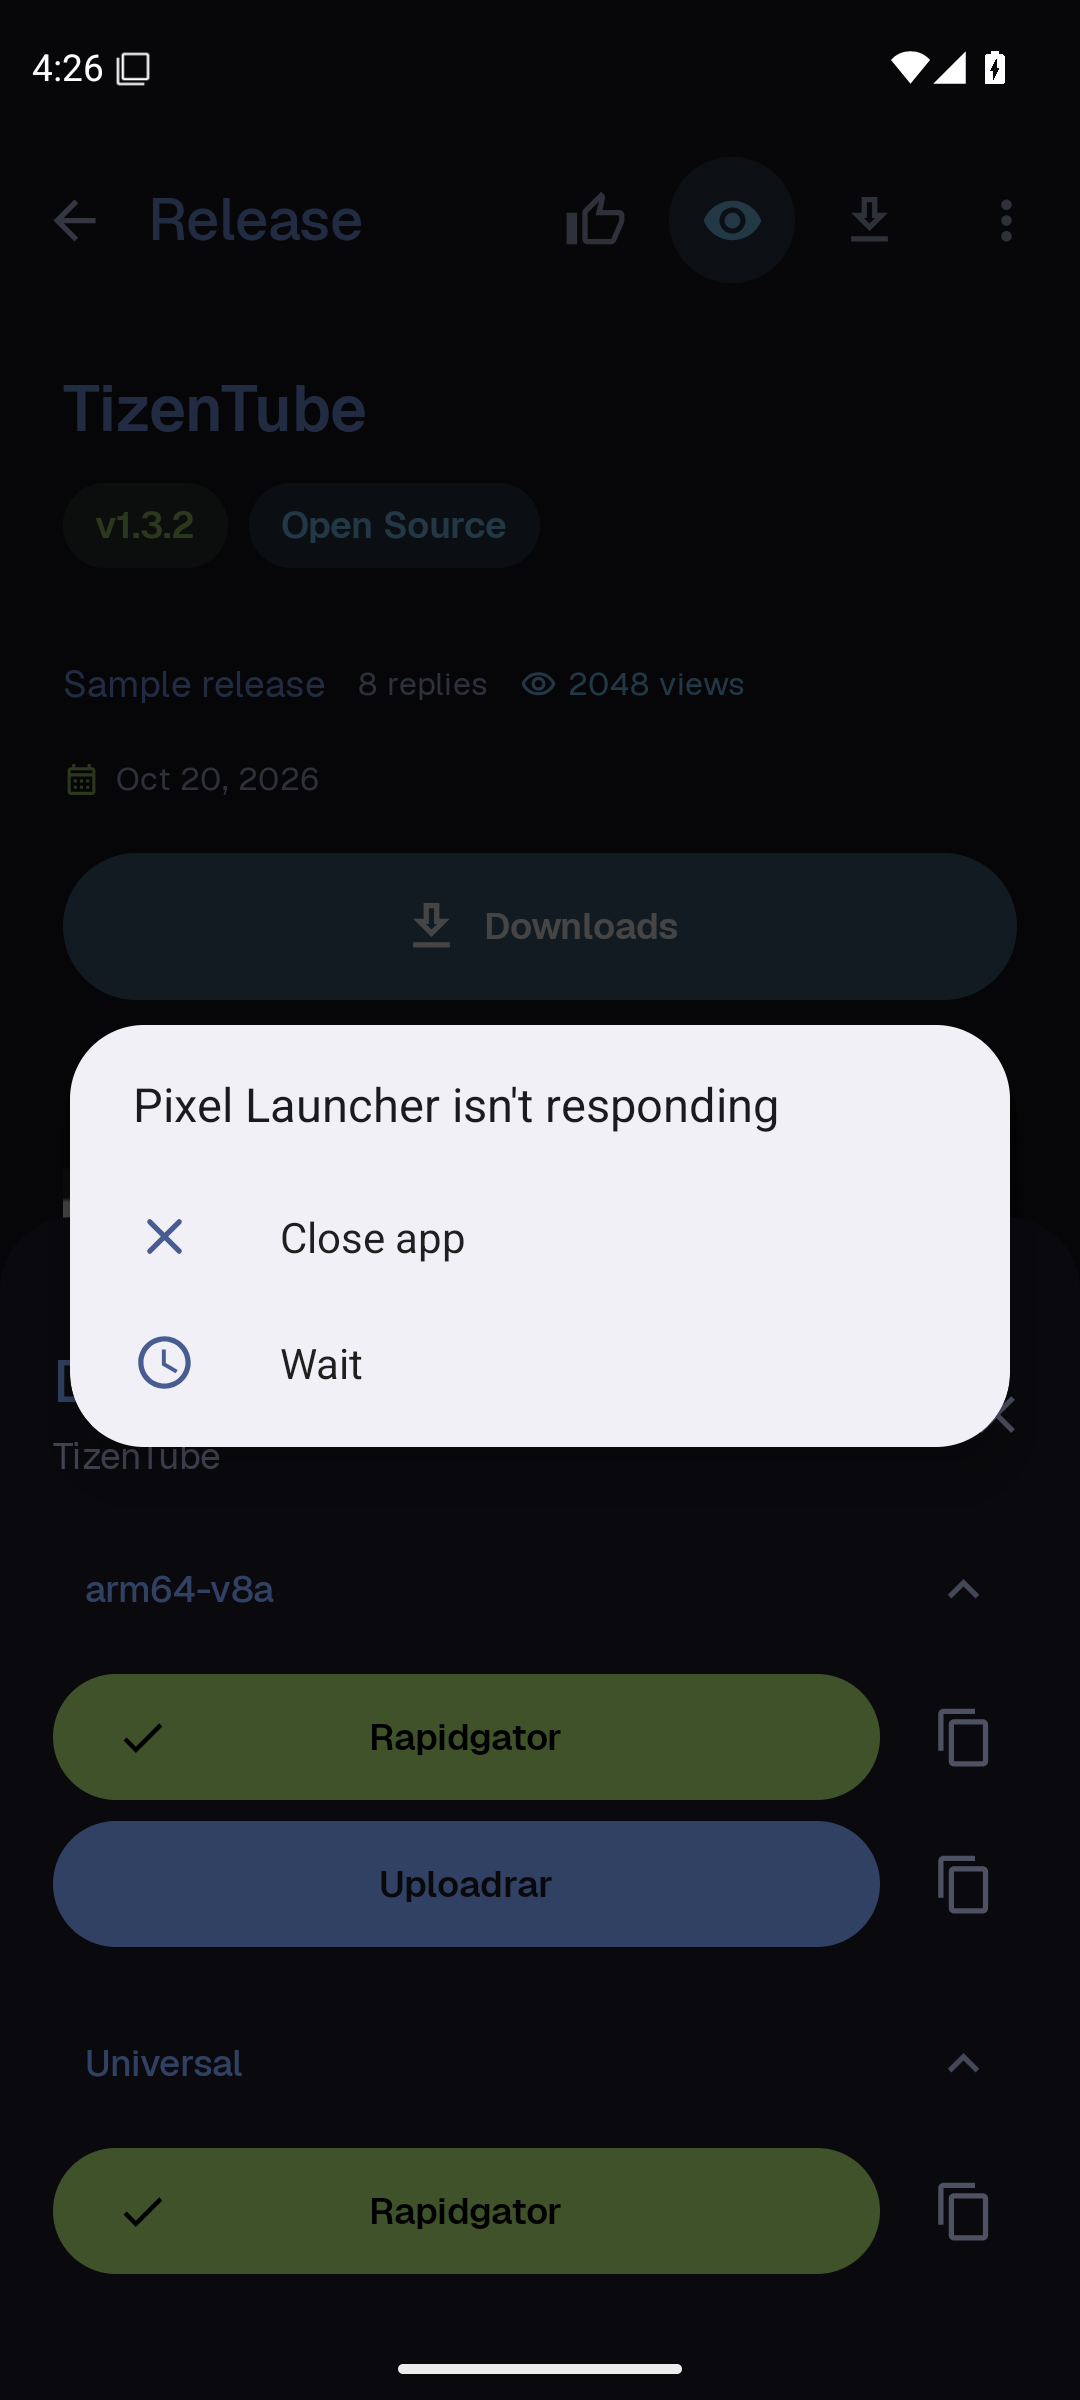 4:26
Release
TizenTube
v1.3.2 Open Source
Sample release 8 replies 2048 views
Oct 20, 2026
Downloads
Pixel Launcher isn't responding
Close app
Wait
TizenTube
arm64-v8a
Rapidgator
Uploadrar
Universal
Rapidgator